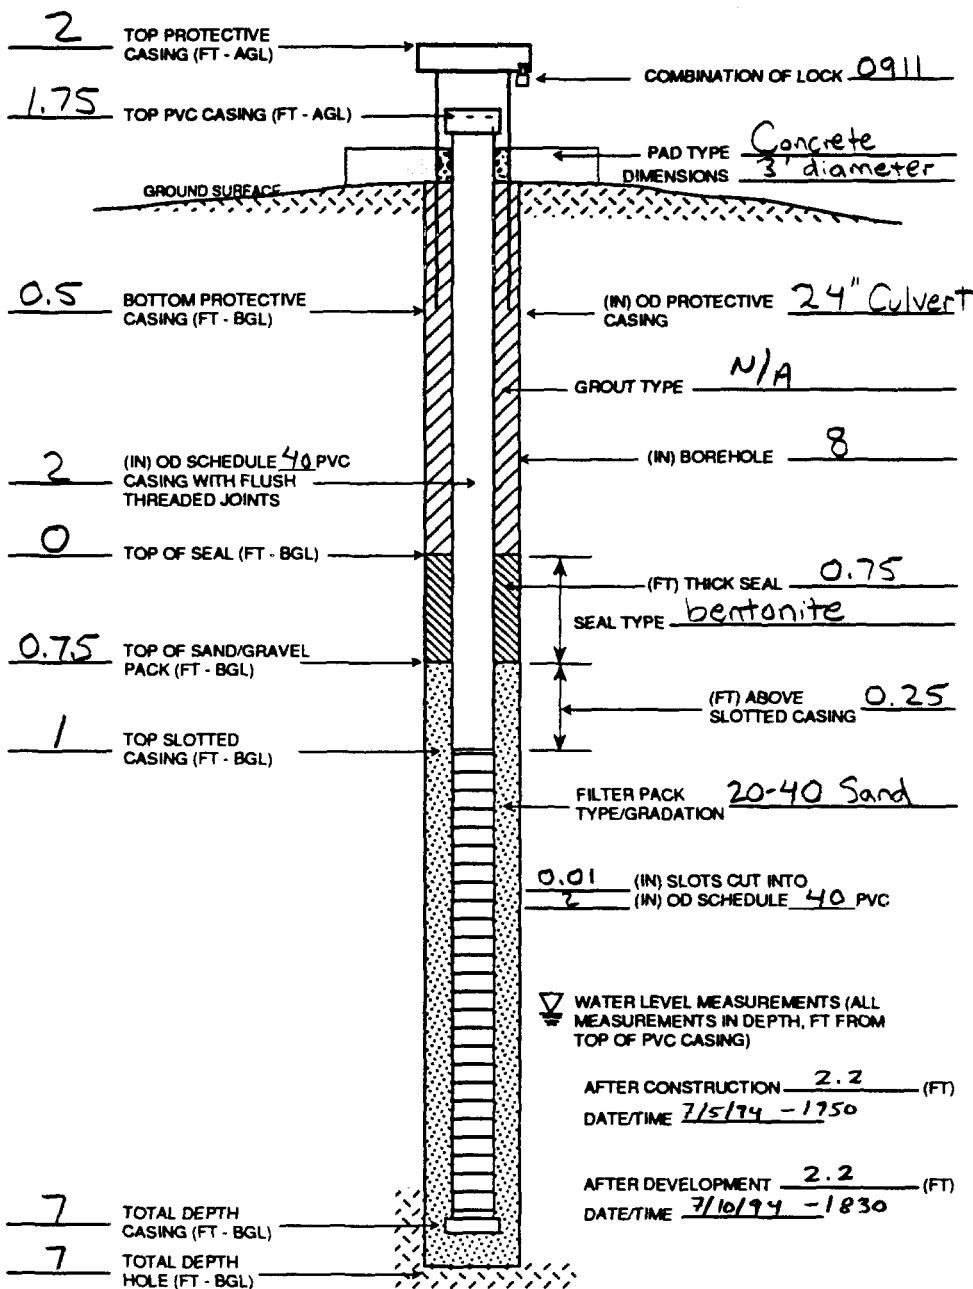 2 TOP PROTECTIVE
CASING (FT - AGL)
COMBINATION OF LOCK 0911
1.75 TOP PVC CASING (FT - AGL)
PAD TYPE Concrete
DIMENSIONS 3' diameter
GROUND SURFACE
0.5 BOTTOM PROTECTIVE
CASING (FT - BGL)
(IN) OD PROTECTIVE 24" Culvert
CASING
GROUT TYPE N/A
(IN) BOREHOLE 8
2 (IN) OD SCHEDULE 40 PVC
CASING WITH FLUSH
THREADED JOINTS
0 TOP OF SEAL (FT - BGL)
(FT) THICK SEAL 0.75
SEAL TYPE bentonite
0.75 TOP OF SAND/GRAVEL
PACK (FT - BGL)
(FT) ABOVE 0.25
SLOTTED CASING
1 TOP SLOTTED
CASING (FT - BGL)
FILTER PACK 20-40 Sand
TYPE/GRADATION
0.01 (IN) SLOTS CUT INTO
2 (IN) OD SCHEDULE 40 PVC
WATER LEVEL MEASUREMENTS (ALL
MEASUREMENTS IN DEPTH, FT FROM
TOP OF PVC CASING)
AFTER CONSTRUCTION 2.2 (FT)
DATE/TIME 7/5/94 - 1750
AFTER DEVELOPMENT 2.2 (FT)
DATE/TIME 7/10/94 - 1830
7 TOTAL DEPTH
CASING (FT - BGL)
7 TOTAL DEPTH
HOLE (FT - BGL)